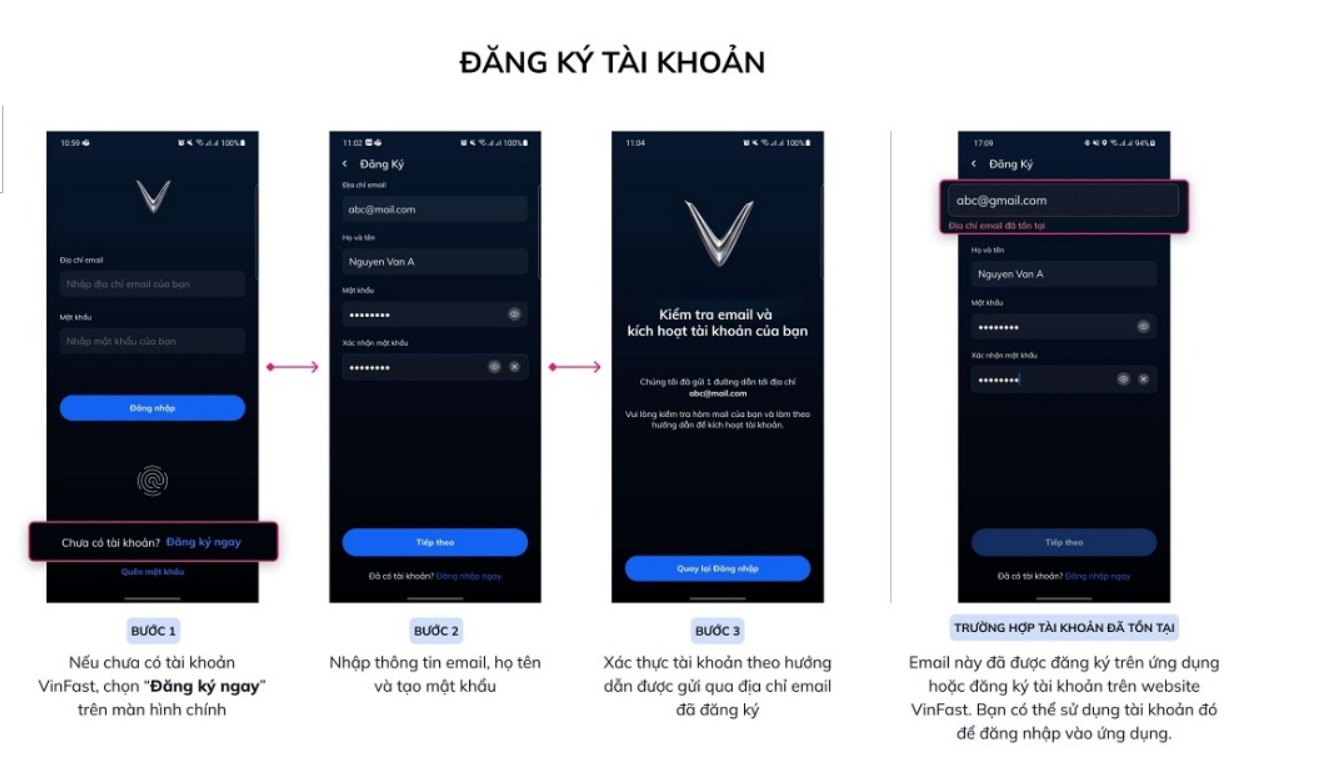 ĐĂNG KÝ TÀI KHOẢN
10:59
100%
Địa chỉ email
Nhập địa chỉ email của bạn
Mật khẩu
Nhập mật khẩu của bạn
Đăng nhập
Chưa có tài khoản? Đăng ký ngay
Quên mật khẩu
BƯỚC 1
Nếu chưa có tài khoản
VinFast, chọn “Đăng ký ngay”
trên màn hình chính
11:02
100%
Đăng Ký
Địa chỉ email
abc@mail.com
Họ và tên
Nguyen Van A
Mật khẩu
••••••••
Xác nhận mật khẩu
••••••••
Tiếp theo
Đã có tài khoản? Đăng nhập ngay
BƯỚC 2
Nhập thông tin email, họ tên
và tạo mật khẩu
11:04
100%
Kiểm tra email và
kích hoạt tài khoản của bạn
Chúng tôi đã gửi 1 đường dẫn tới địa chỉ
abc@mail.com
Vui lòng kiểm tra hòm mail của bạn và làm theo
hướng dẫn để kích hoạt tài khoản.
Quay lại Đăng nhập
BƯỚC 3
Xác thực tài khoản theo hướng
dẫn được gửi qua địa chỉ email
đã đăng ký
17:09
94%
Đăng Ký
abc@gmail.com
Địa chỉ email đã tồn tại
Họ và tên
Nguyen Van A
Mật khẩu
••••••••
Xác nhận mật khẩu
••••••••
Tiếp theo
Đã có tài khoản? Đăng nhập ngay
TRƯỜNG HỢP TÀI KHOẢN ĐÃ TỒN TẠI
Email này đã được đăng ký trên ứng dụng
hoặc đăng ký tài khoản trên website
VinFast. Bạn có thể sử dụng tài khoản đó
để đăng nhập vào ứng dụng.